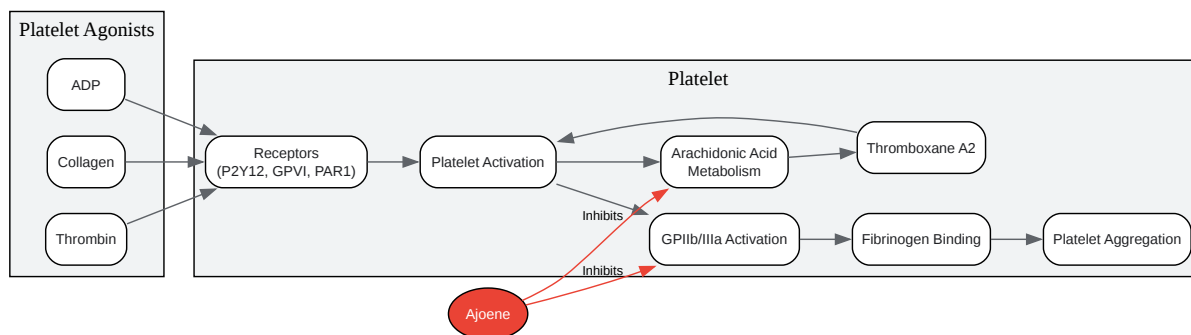 Platelet Agonists
ADP
Collagen
Thrombin
Platelet
Receptors
(P2Y12, GPVI, PAR1)
Platelet Activation
Arachidonic Acid
Metabolism
Thromboxane A2
Inhibits
GPIIb/IIIa Activation
Fibrinogen Binding
Platelet Aggregation
Inhibits
Ajoene